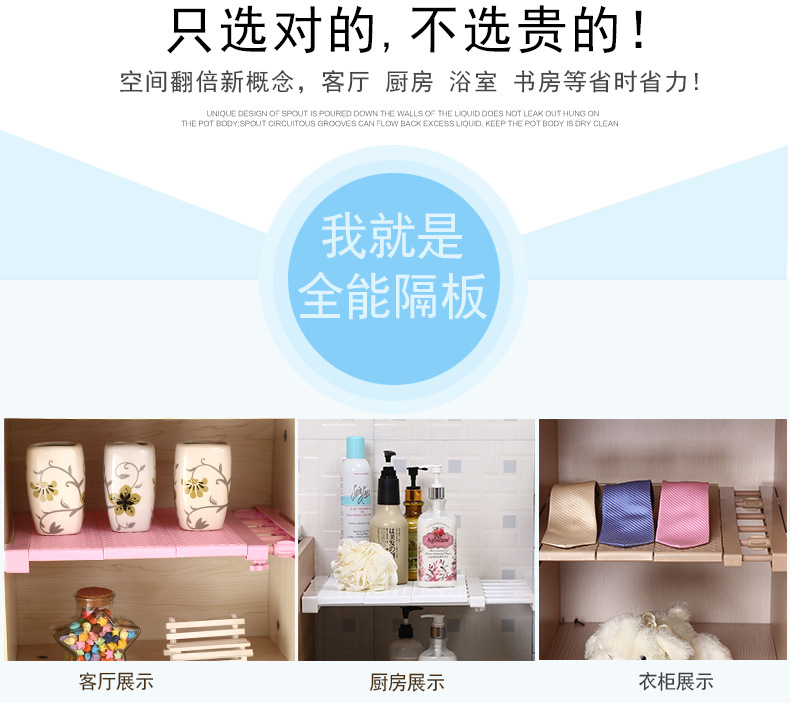 只选对的,不选贵的!
空间翻倍新概念，客厅 厨房 浴室 书房等省时省力!
UNIQUE DESIGN OF SPOUT IS POURED DOWN THE WALLS OF THE LIQUID DOES NOT LEAK OUT HUNG ON
THE POT BODY:SPOUT CIRCUITOUS GROOVES CAN FLOW BACK EXCESS LIQUID, KEEP THE POT BODY IS DRY CLEAN
我就是
全能隔板
客厅展示
厨房展示
衣柜展示